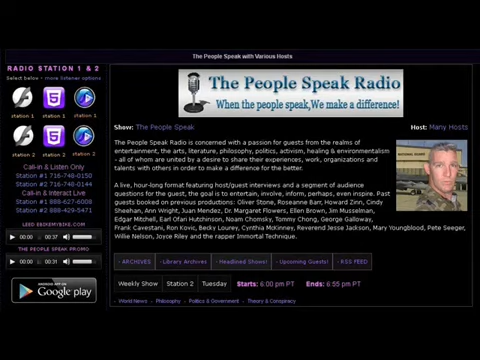 The People Speak with Various Hosts
RADIO STATION 1 & 2
Select below - more listener options
station 1 station 1 station 1
station 2 station 2 station 2
Call-in & Listen Only
Station #1 716-748-0150
Station #2 716-748-0144
Call-in & Interact Live
Station #1 888-627-6008
Station #2 888-429-5471
LEED EBIKEMYBIKE.COM
00:00 00:37
THE PEOPLE SPEAK PROMO
00:00 00:31
ANDROID APP ON
Google play
The People Speak Radio
When the people speak,We make a difference!
Show: The People Speak
Host: Many Hosts
The People Speak Radio is concerned with a passion for guests from the realms of
entertainment, the arts, literature, philosophy, politics, activism, healing & environmentalism
- all of whom are united by a desire to share their experiences, work, organizations and
talents with others in order to make a difference for the better.
A live, hour-long format featuring host/guest interviews and a segment of audience
questions for the guest, the goal is to entertain, involve, inform, perhaps, even inspire. Past
guests booked on previous productions: Oliver Stone, Roseanne Barr, Howard Zinn, Cindy
Sheehan, Ann Wright, Juan Mendez, Dr. Margaret Flowers, Ellen Brown, Jim Musselman,
Edgar Mitchell, Earl Ofari Hutchinson, Noam Chomsky, Tommy Chong, George Galloway,
Frank Cavestani, Ron Kovic, Becky Lourey, Cynthia McKinney, Reverend Jesse Jackson, Mary Youngblood, Pete Seeger,
Willie Nelson, Joyce Riley and the rapper Immortal Technique.
- ARCHIVES
-Library Archives
- Headlined Shows!
- Upcoming Guests!
- RSS FEED
Weekly Show Station 2 Tuesday Starts: 6:00 pm PT Ends: 6:55 pm PT
- World News - Philosophy - Politics & Government - Theory & Conspiracy